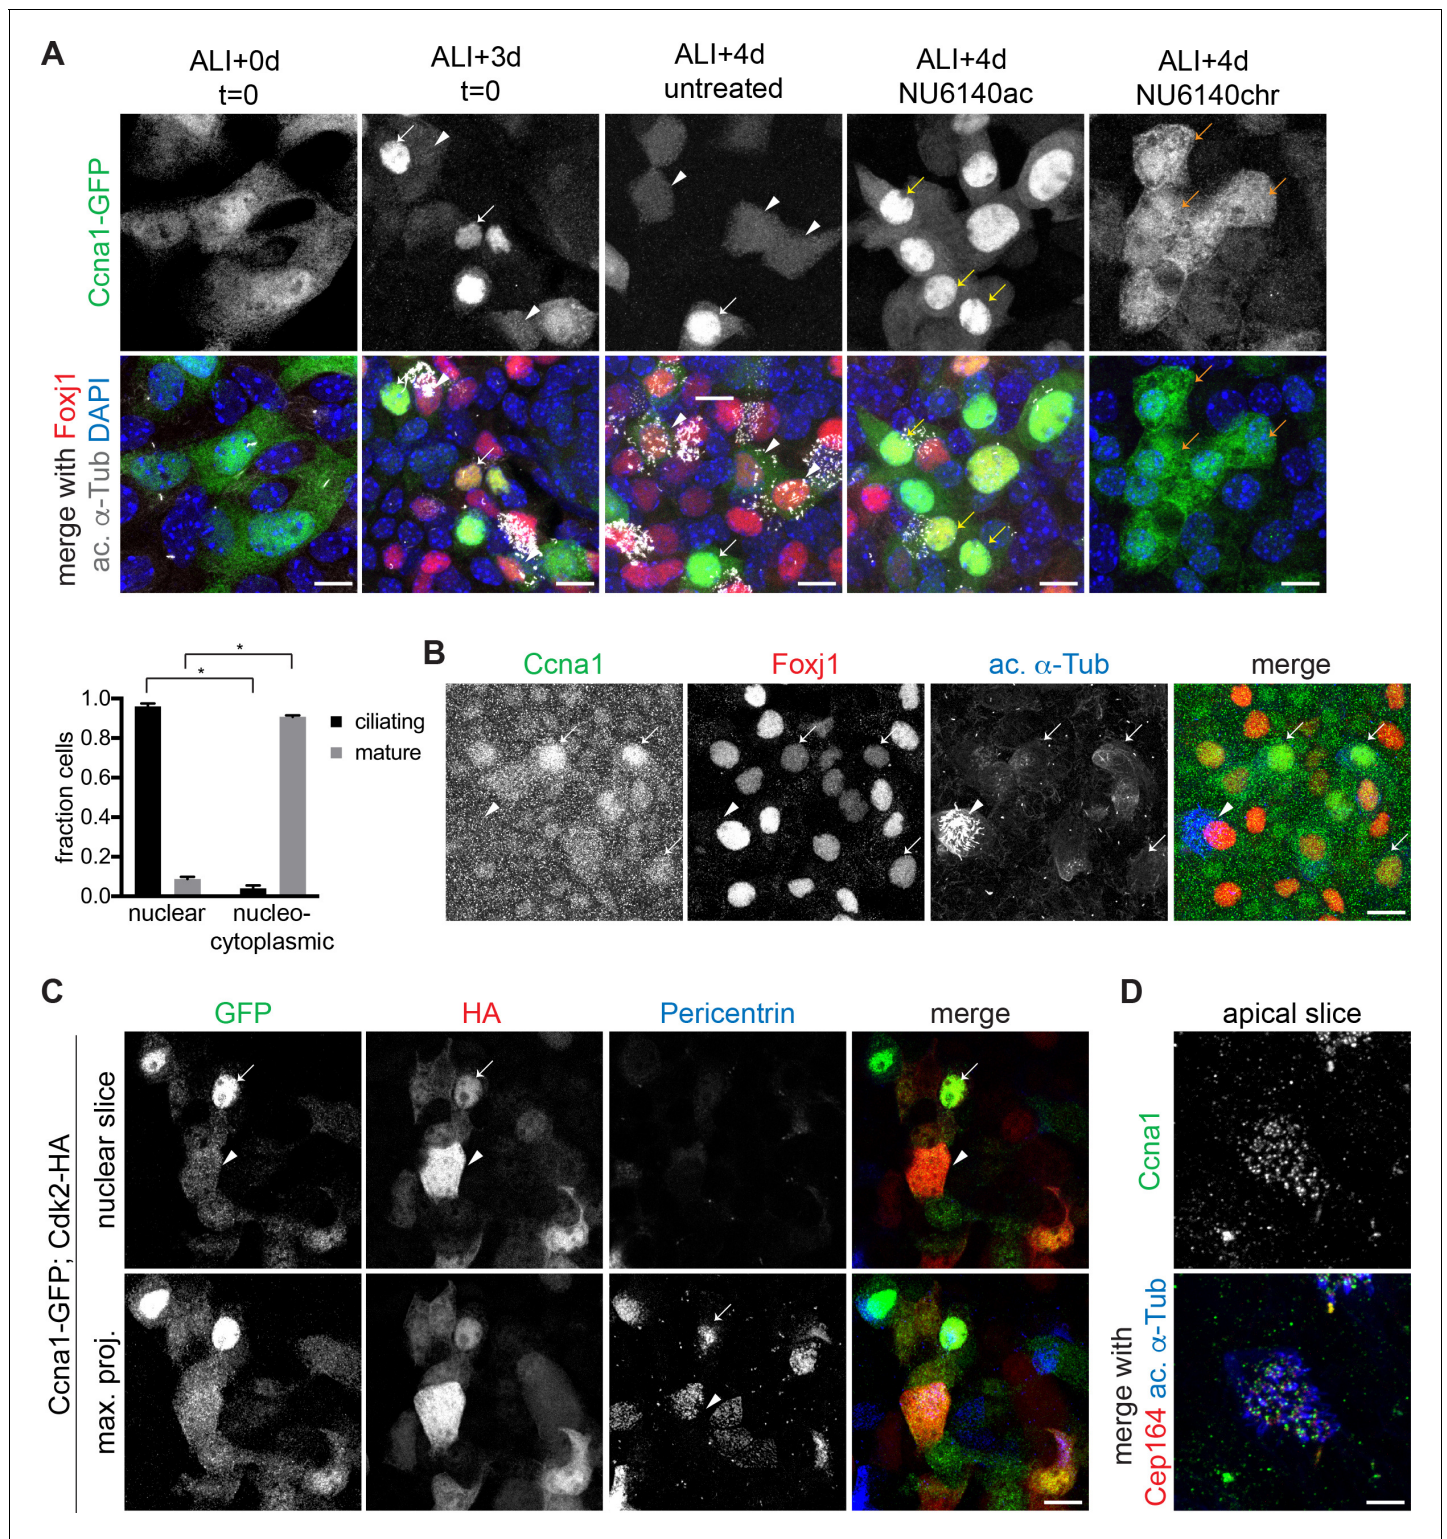 A
ALI+0d
t=0
ALI+3d
t=0
ALI+4d
untreated
ALI+4d
NU6140ac
ALI+4d
NU6140chr
Ccna1-GFP
merge with Foxj1
ac. α-Tub DAPI
*
*
1.0
0.8
0.6
0.4
0.2
0.0
fraction cells
nuclear
nucleo-
cytoplasmic
ciliating
mature
B
Ccna1
Foxj1
ac. α-Tub
merge
C
GFP
HA
Pericentrin
merge
Ccna1-GFP; Cdk2-HA
nuclear slice
max. proj.
D
apical slice
Ccna1
merge with
Cep164 ac. α-Tub